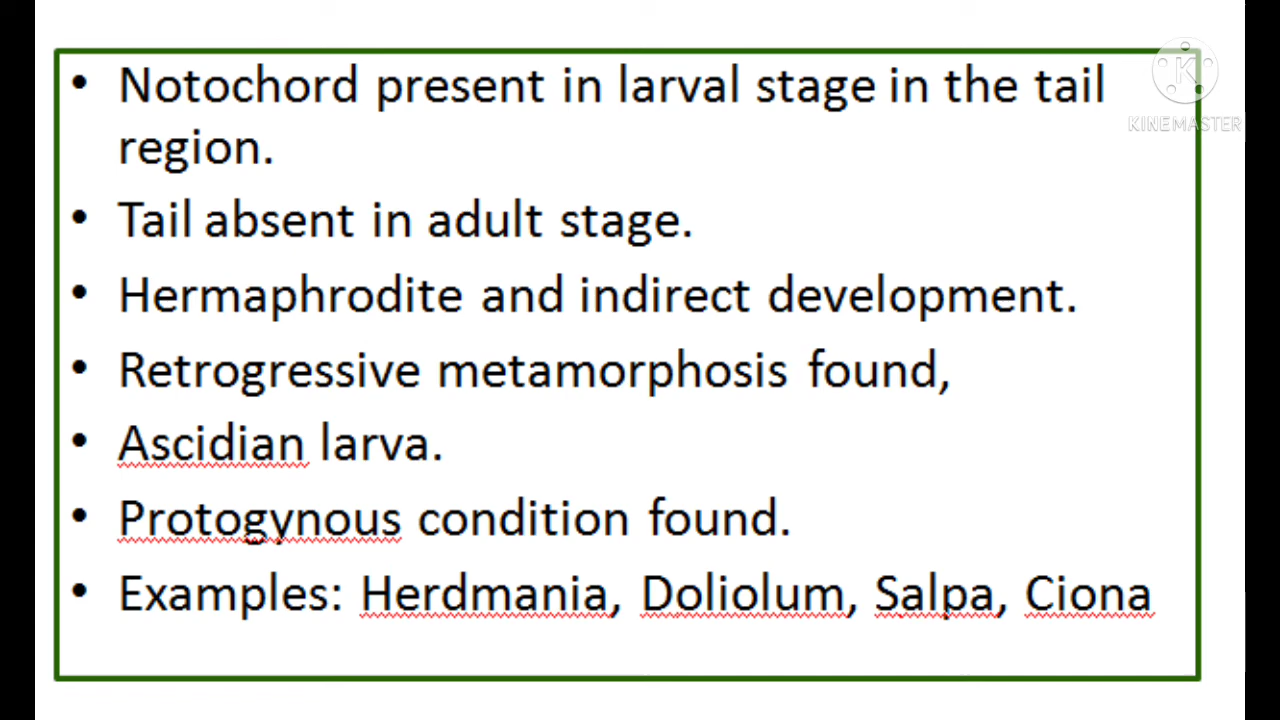 • Notochord present in larval stage in the tail
region.
• Tail absent in adult stage.
• Hermaphrodite and indirect development.
• Retrogressive metamorphosis found,
• Ascidian larva.
• Protogynous condition found.
• Examples: Herdmania, Doliolum, Salpa, Ciona
K
KINEMASTER